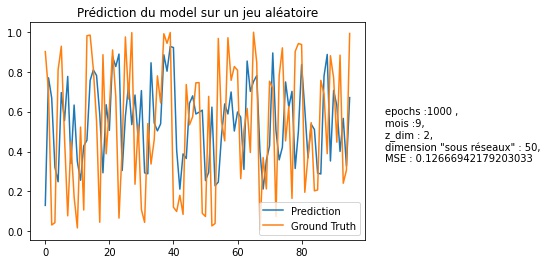 Prédiction du model sur un jeu aléatoire
1.0
0.8
0.6
0.4
0.2
0.0
0
20
40
60
80
Prediction
Ground Truth
epochs :1000 ,
mois :9,
z_dim : 2,
dimension "sous réseaux" : 50,
MSE : 0.12666942179203033